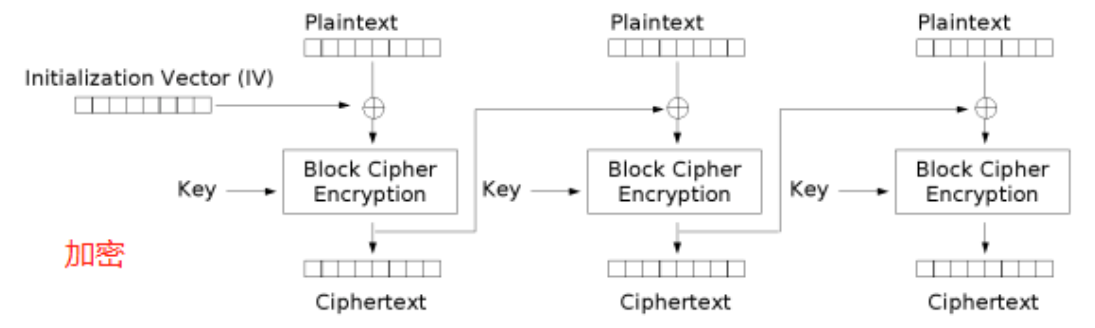 Plaintext
Plaintext
Plaintext
Initialization Vector (IV)
Key
Block Cipher
Encryption
Key
Block Cipher
Encryption
Key
Block Cipher
Encryption
加密
Ciphertext
Ciphertext
Ciphertext